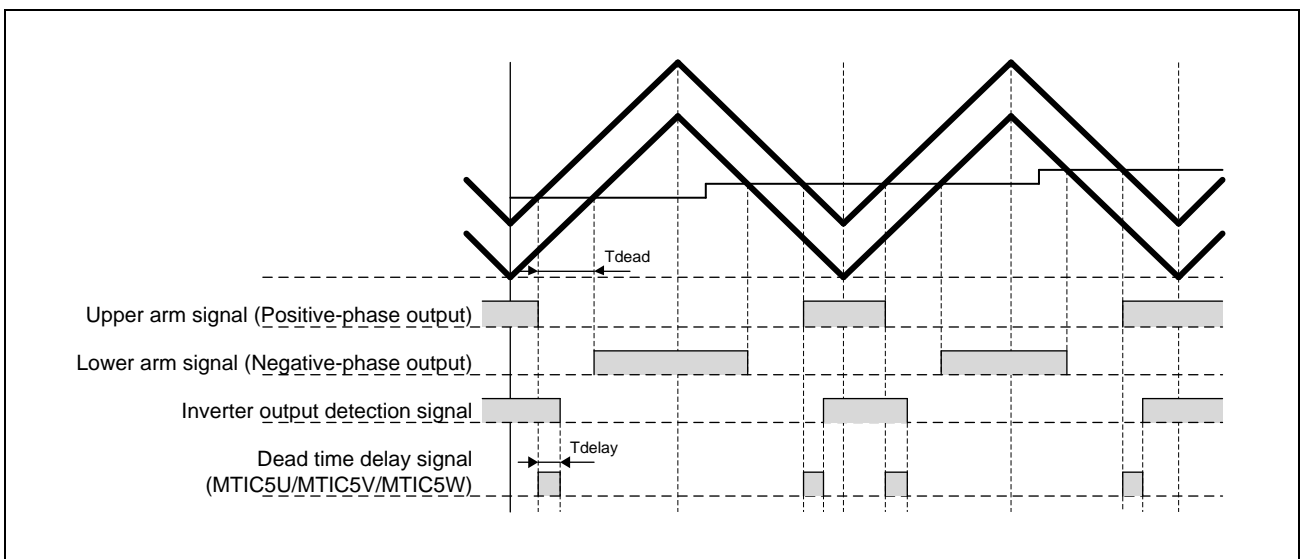 Tdead
Upper arm signal (Positive-phase output)
Lower arm signal (Negative-phase output)
Inverter output detection signal
Tdelay
Dead time delay signal
(MTIC5U/MTIC5V/MTIC5W)